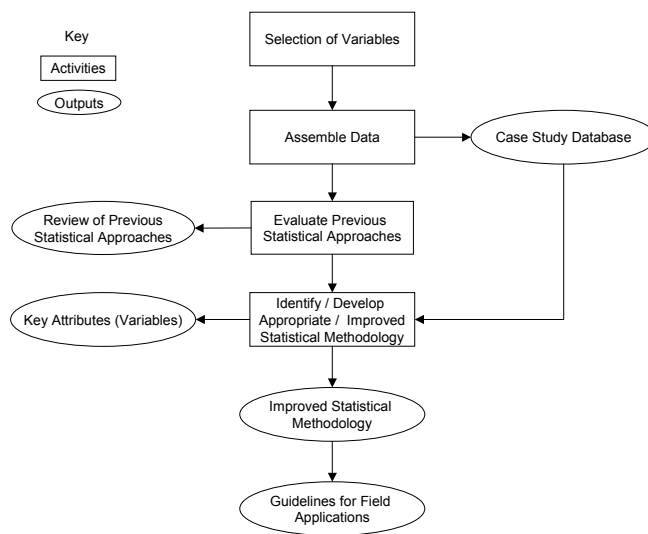 Key
Activities
Outputs
Selection of Variables
Assemble Data
Case Study Database
Review of Previous
Statistical Approaches
Evaluate Previous
Statistical Approaches
Key Attributes (Variables)
Identify / Develop
Appropriate / Improved
Statistical Methodology
Improved Statistical
Methodology
Guidelines for Field
Applications